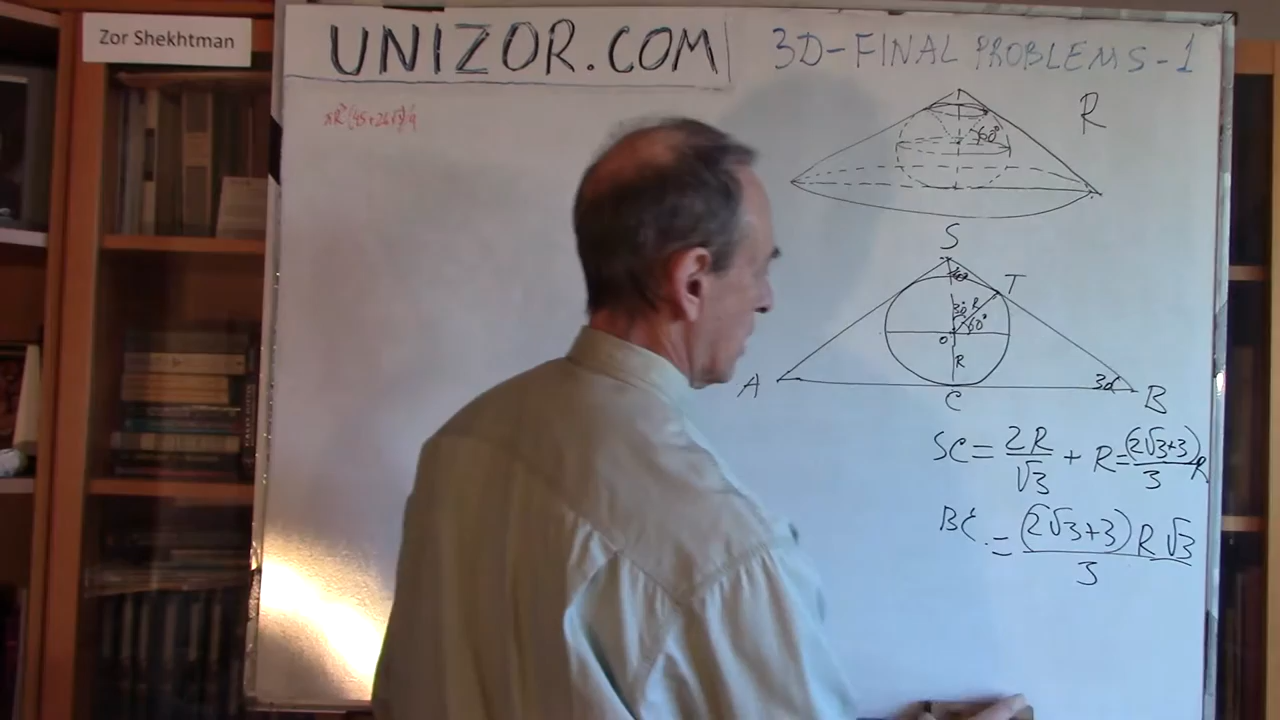 Zor Shekhtman
UNIZOR.COM
3D-FINAL PROBLEMS-1
R
60°
S
T
30°
R
60°
O
R
A
30°
B
C
SC = 2R/√3 + R = (2√3+3)/3 R
BC = (2√3+3) R √3 / 3